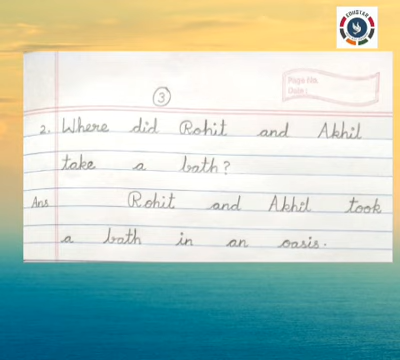 EDUSTAR
Page No.
Date :
3
2. Where did Rohit and Akhil
take a bath?
Ans Rohit and Akhil took
a bath in an oasis.